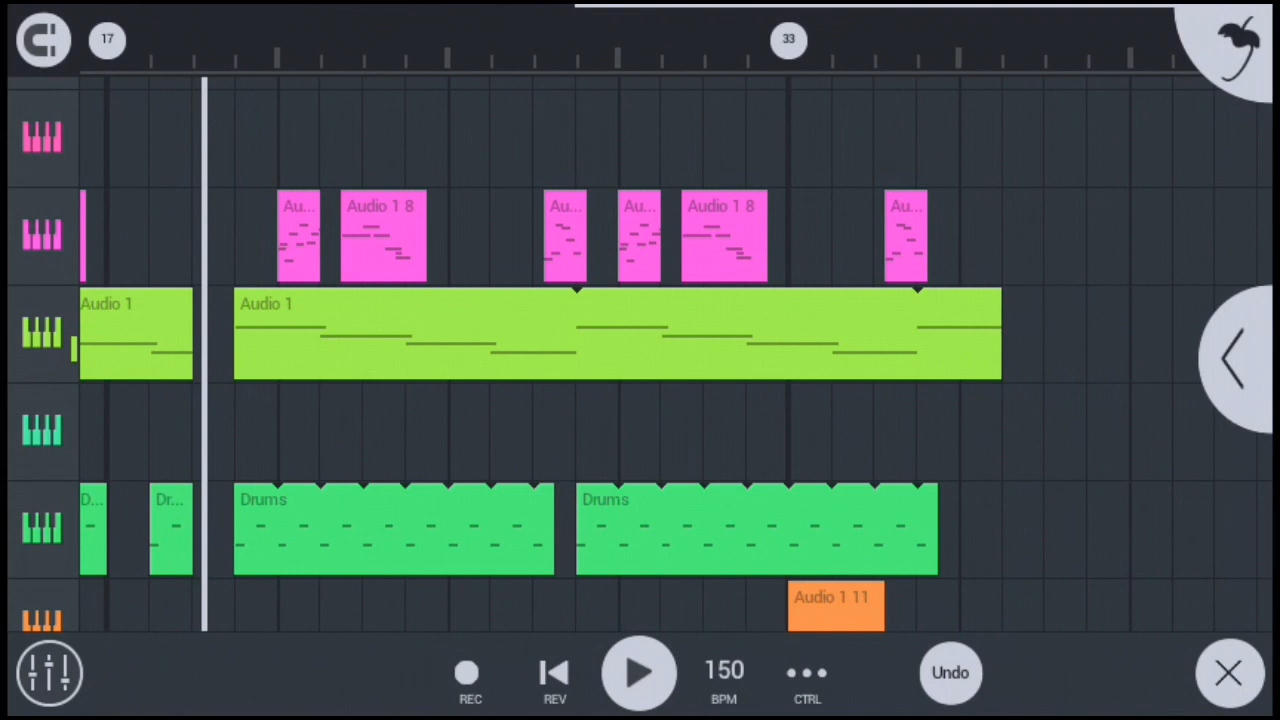 17
33
Au...
Audio 1 8
Au...
Au...
Audio 1 8
Au...
Audio 1
Audio 1
D...
Dr...
Drums
Drums
Audio 1 11
150
Undo
REC
REV
BPM
CTRL